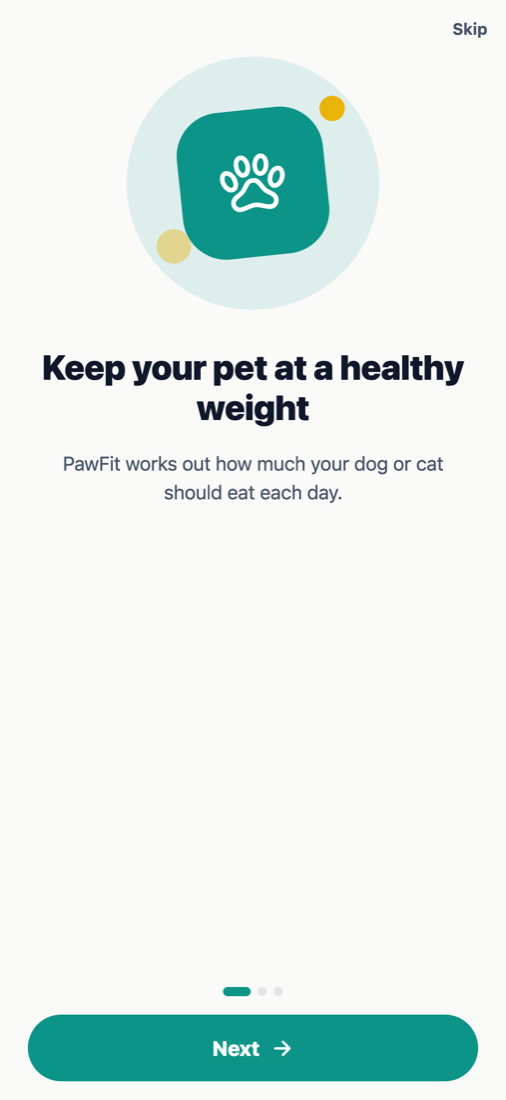 Skip
Keep your pet at a healthy
weight
PawFit works out how much your dog or cat
should eat each day.
Next →